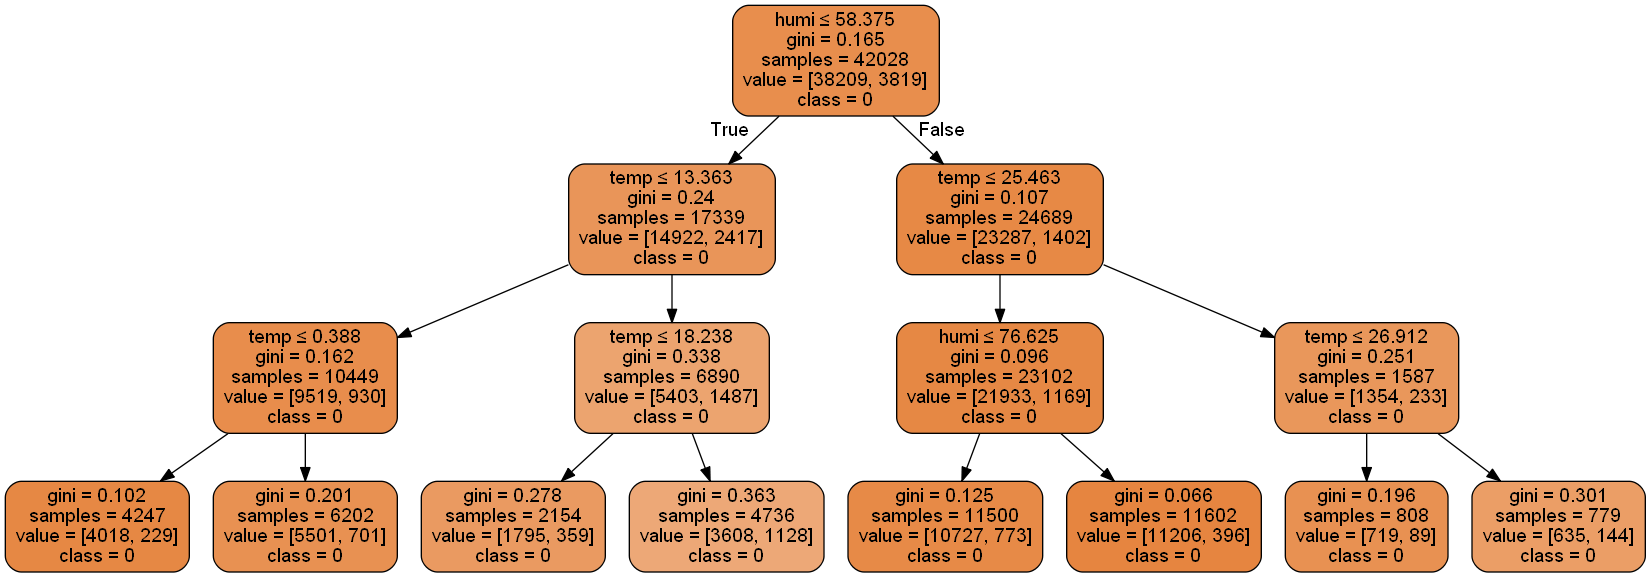 humi ≤ 58.375
gini = 0.165
samples = 42028
value = [38209, 3819]
class = 0
True
False
temp ≤ 13.363
gini = 0.24
samples = 17339
value = [14922, 2417]
class = 0
temp ≤ 25.463
gini = 0.107
samples = 24689
value = [23287, 1402]
class = 0
temp ≤ 0.388
gini = 0.162
samples = 10449
value = [9519, 930]
class = 0
temp ≤ 18.238
gini = 0.338
samples = 6890
value = [5403, 1487]
class = 0
humi ≤ 76.625
gini = 0.096
samples = 23102
value = [21933, 1169]
class = 0
temp ≤ 26.912
gini = 0.251
samples = 1587
value = [1354, 233]
class = 0
gini = 0.102
samples = 4247
value = [4018, 229]
class = 0
gini = 0.201
samples = 6202
value = [5501, 701]
class = 0
gini = 0.278
samples = 2154
value = [1795, 359]
class = 0
gini = 0.363
samples = 4736
value = [3608, 1128]
class = 0
gini = 0.125
samples = 11500
value = [10727, 773]
class = 0
gini = 0.066
samples = 11602
value = [11206, 396]
class = 0
gini = 0.196
samples = 808
value = [719, 89]
class = 0
gini = 0.301
samples = 779
value = [635, 144]
class = 0